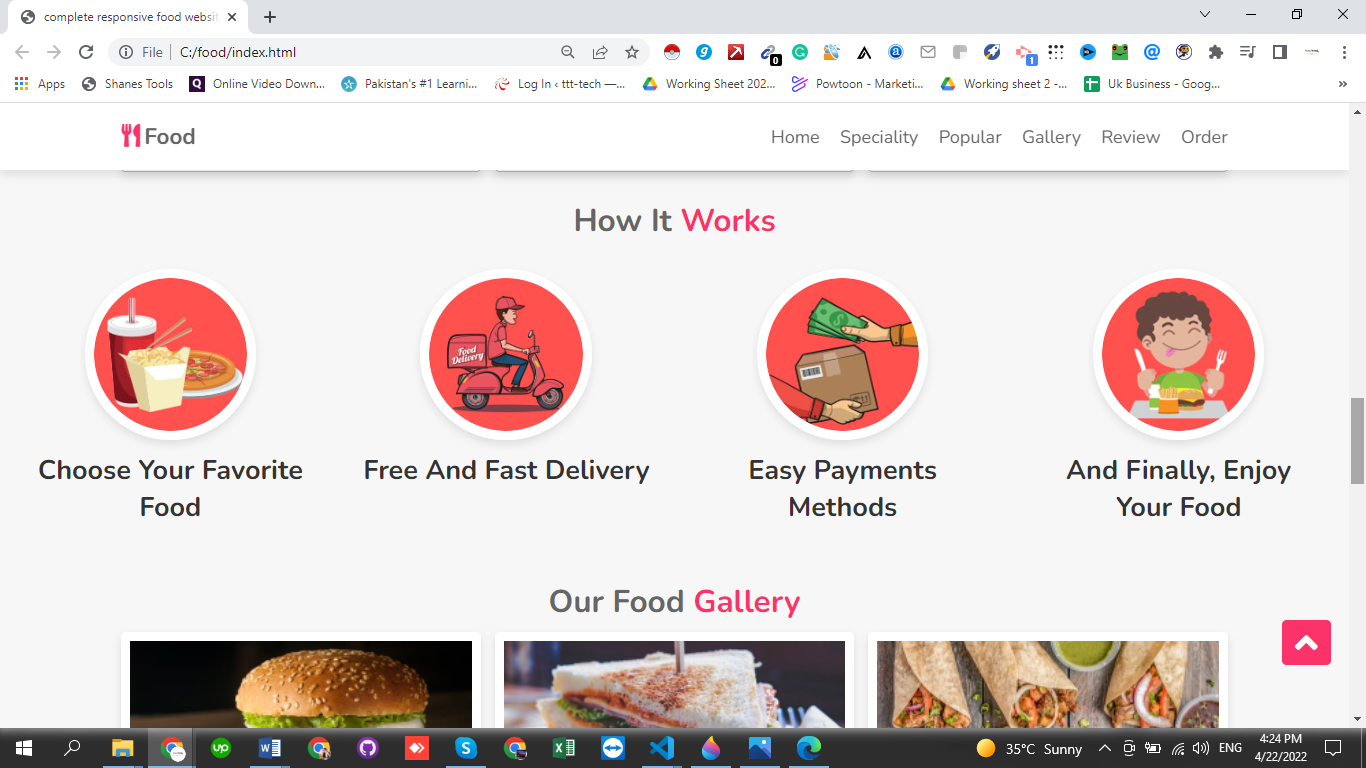 complete responsive food websit
File C:/food/index.html
0
1
Apps Shanes Tools Online Video Down... Pakistan's #1 Learni... Log In ‹ ttt-tech —... Working Sheet 202... Powtoon - Marketi... Working sheet 2 -... Uk Business - Goog... »
Food Home Speciality Popular Gallery Review Order
How It Works
Food Delivery
Choose Your Favorite Food
Free And Fast Delivery
Easy Payments Methods
And Finally, Enjoy Your Food
Our Food Gallery
35°C Sunny ENG 4:24 PM
4/22/2022